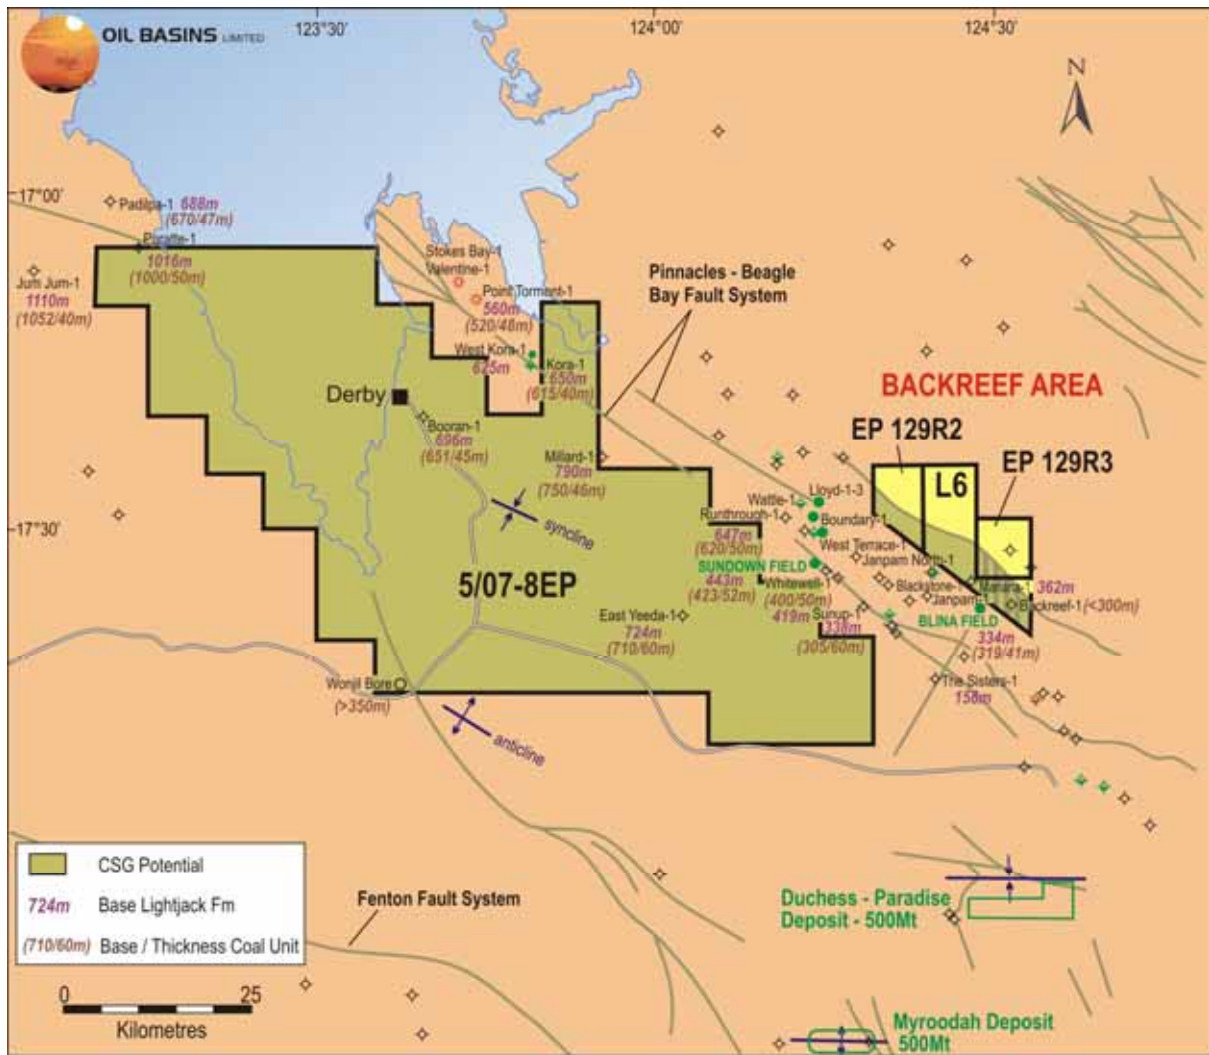 OIL BASINS LIMITED
123°30'
124°00'
124°30'
N
17°00'
Padilpa-1 688m
(670/47m)
Puratte-1
1016m
(1000/50m)
Jum Jum-1
1110m
(1052/40m)
Stokes Bay-1
Valentine-1
Point Torment-1
560m
(520/48m)
West Kora-1
625m
Kora-1
650m
(615/40m)
Pinnacles - Beagle
Bay Fault System
BACKREEF AREA
Derby
Booran-1
696m
(651/45m)
Millard-1
790m
(750/46m)
EP 129R2
L6
EP 129R3
Wattle-1
Lloyd-1-3
Runthrough-1
647m
(620/50m)
Boundary-1
West Terrace-1
17°30'
syncline
5/07-8EP
SUNDOWN FIELD
443m
(423/52m)
Janpam North-1
Whitewell-1
(400/50m)
419m
Blackstone-1
Janpam-1
Manara-1 362m
Backreef-1 (<300m)
East Yeeda-1
724m
(710/60m)
Sunup-1
338m
(305/60m)
BLINA FIELD
334m
(319/41m)
The Sisters-1
158m
Wonjil Bore
(>350m)
anticline
CSG Potential
724m Base Lightjack Fm
(710/60m) Base / Thickness Coal Unit
Fenton Fault System
Duchess - Paradise
Deposit - 500Mt
0 25
Kilometres
Myroodah Deposit
500Mt